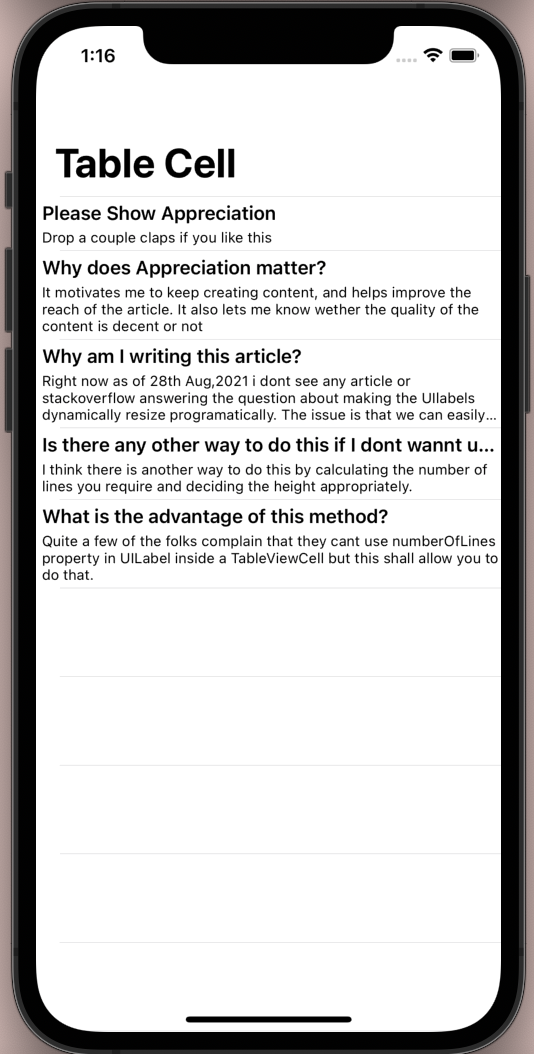 1:16
Table Cell
Please Show Appreciation
Drop a couple claps if you like this
Why does Appreciation matter?
It motivates me to keep creating content, and helps improve the
reach of the article. It also lets me know wether the quality of the
content is decent or not
Why am I writing this article?
Right now as of 28th Aug,2021 i dont see any article or
stackoverflow answering the question about making the UIlabels
dynamically resize programatically. The issue is that we can easily...
Is there any other way to do this if I dont wannt u...
I think there is another way to do this by calculating the number of
lines you require and deciding the height appropriately.
What is the advantage of this method?
Quite a few of the folks complain that they cant use numberOfLines
property in UILabel inside a TableViewCell but this shall allow you to
do that.